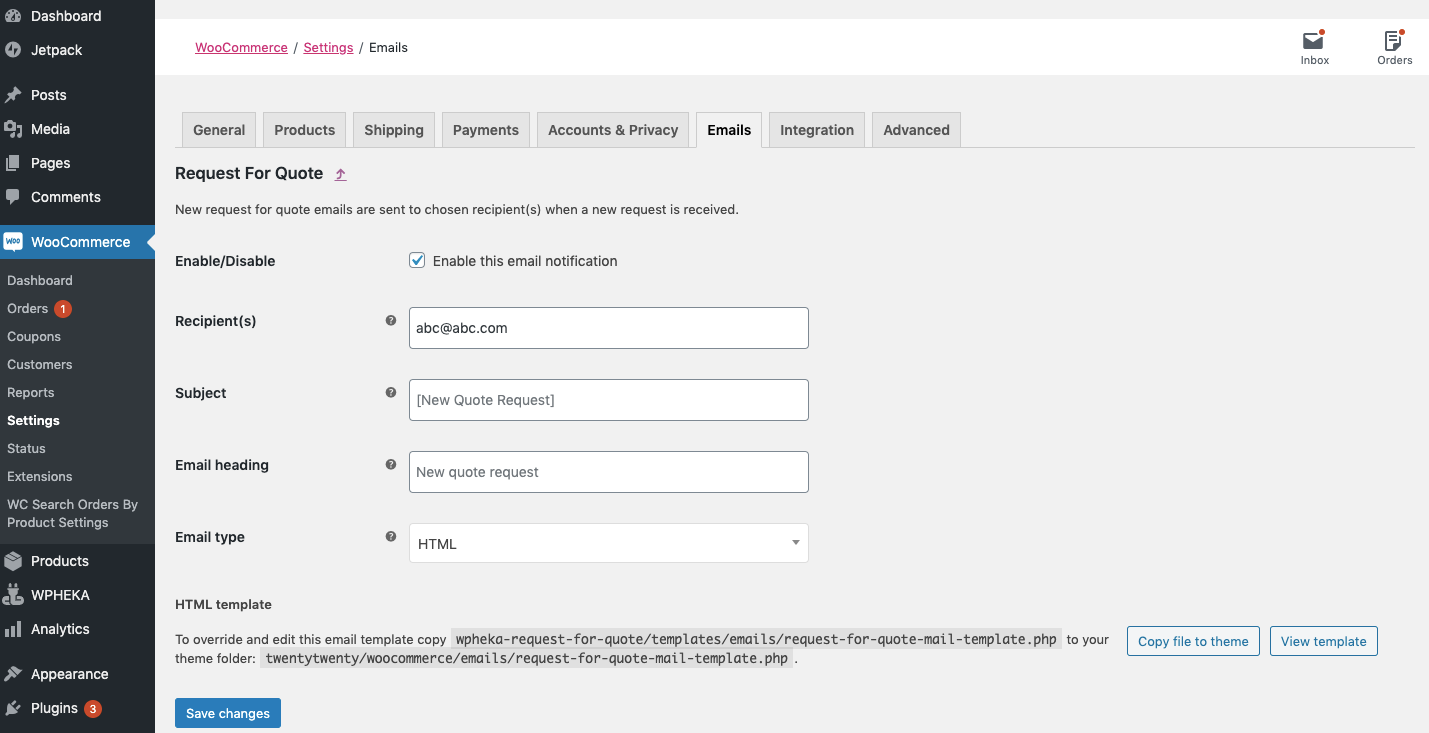 Dashboard
Jetpack
Posts
Media
Pages
Comments
woo WooCommerce
Dashboard
Orders 1
Coupons
Customers
Reports
Settings
Status
Extensions
WC Search Orders By
Product Settings
Products
WPHEKA
Analytics
Appearance
Plugins 3
WooCommerce / Settings / Emails
Inbox
Orders
General Products Shipping Payments Accounts & Privacy Emails Integration Advanced
Request For Quote ⤴
New request for quote emails are sent to chosen recipient(s) when a new request is received.
Enable/Disable Enable this email notification
Recipient(s) ? abc@abc.com
Subject ? [New Quote Request]
Email heading ? New quote request
Email type ? HTML
HTML template
To override and edit this email template copy wpheka-request-for-quote/templates/emails/request-for-quote-mail-template.php to your
theme folder: twentytwenty/woocommerce/emails/request-for-quote-mail-template.php .
Copy file to theme View template
Save changes